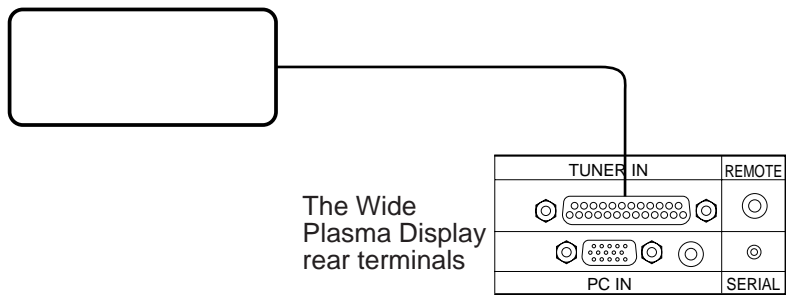 TUNER IN
REMOTE
The Wide
Plasma Display
rear terminals
PC IN
SERIAL